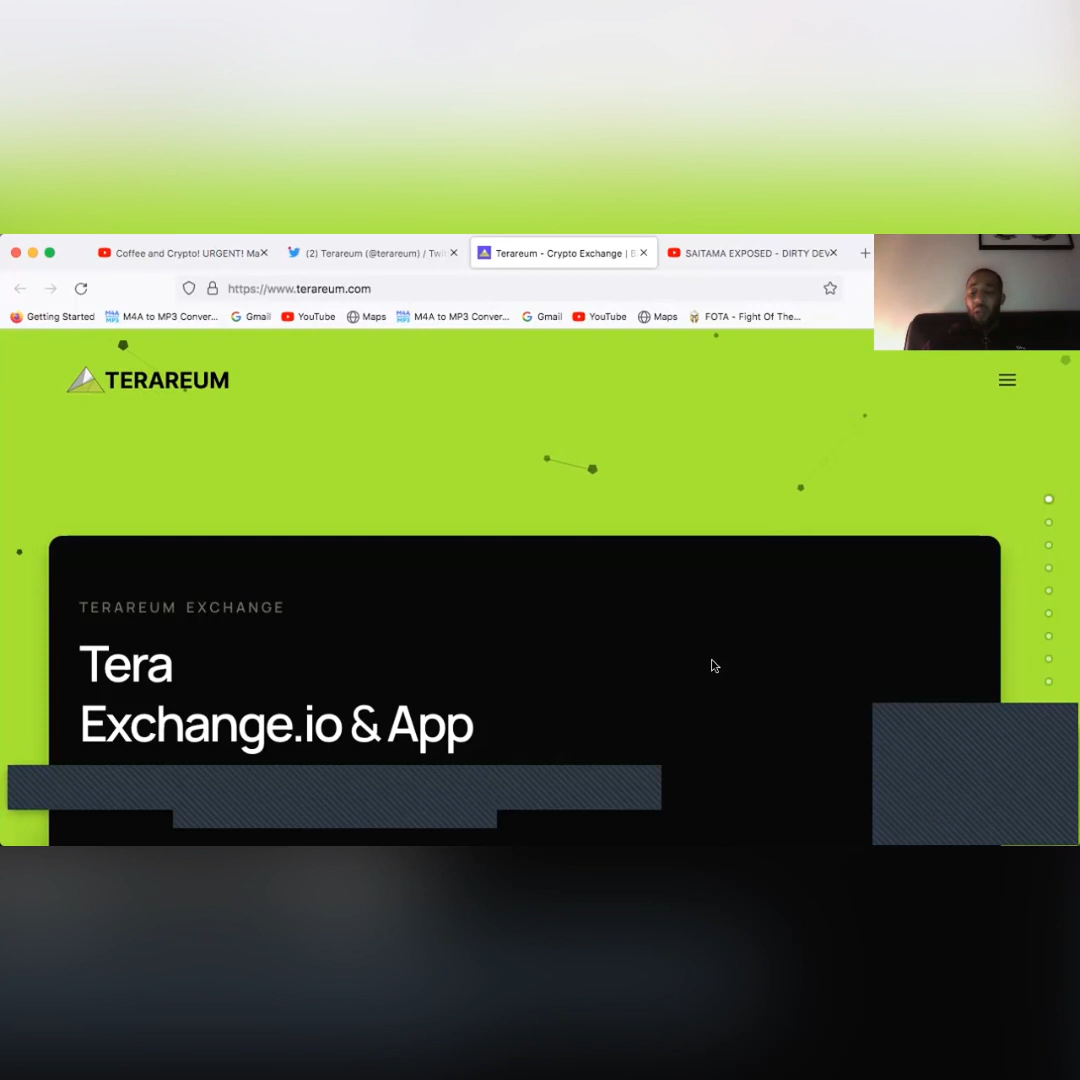 Coffee and Crypto! URGENT! Ma
(2) Terareum (@terareum) / Twit
Terareum - Crypto Exchange | B
SAITAMA EXPOSED - DIRTY DEV
https://www.terareum.com
Getting Started
M4A to MP3 Conver...
Gmail
YouTube
Maps
M4A to MP3 Conver...
Gmail
YouTube
Maps
FOTA - Fight Of The...
TERAREUM
TERAREUM EXCHANGE
Tera
Exchange.io & App